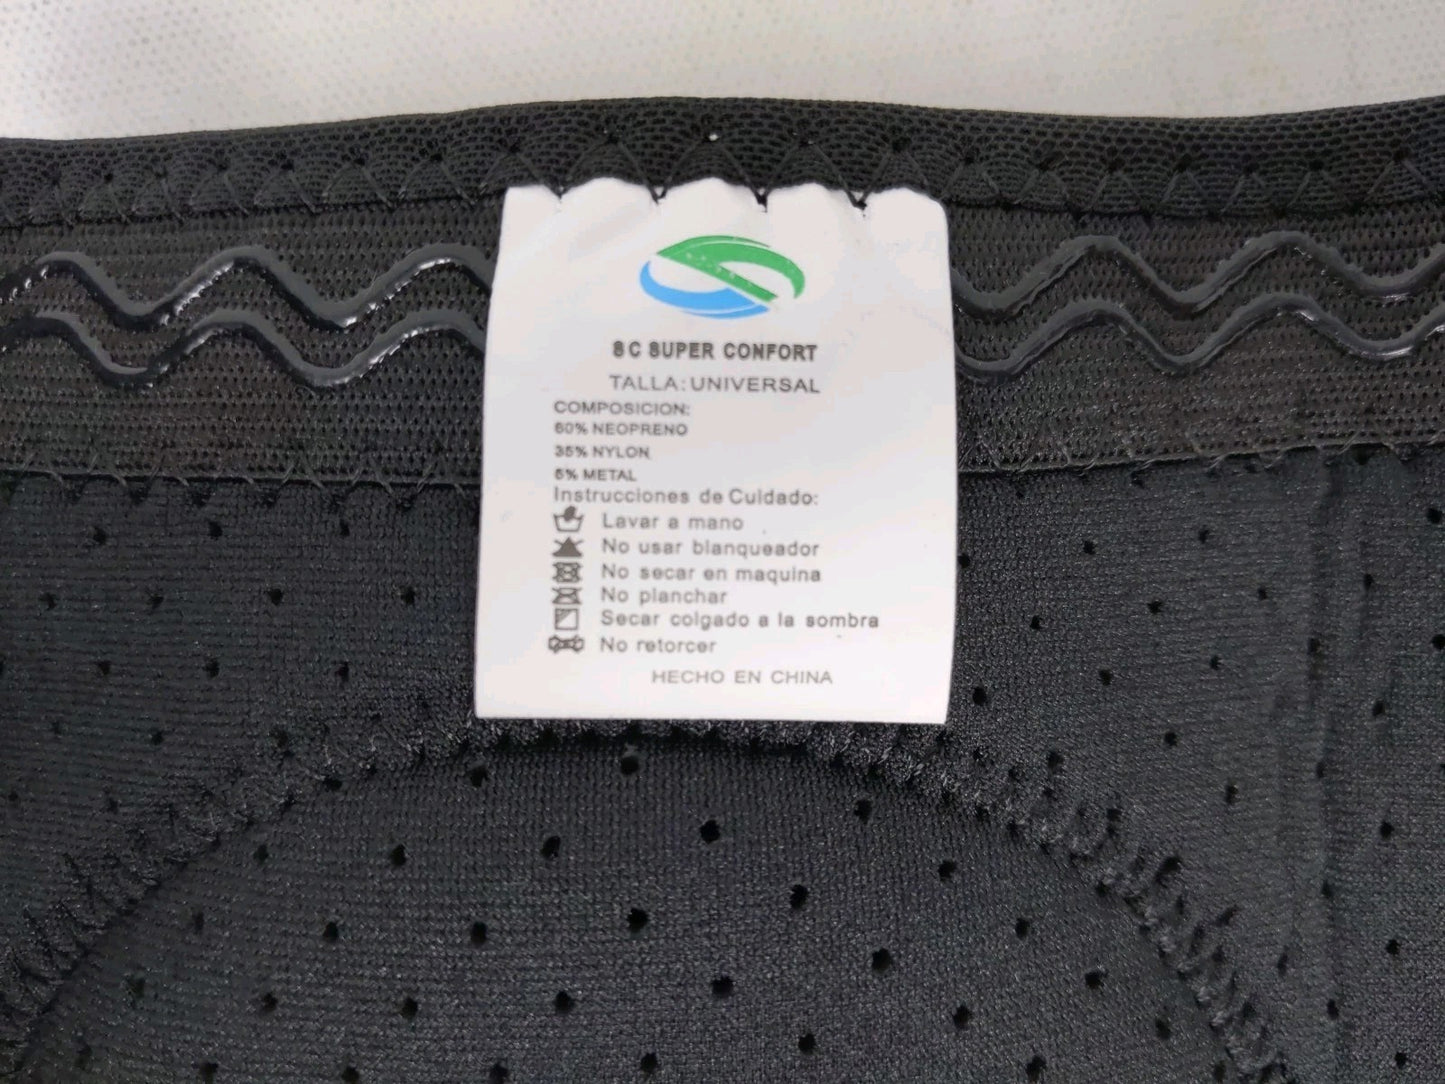 SC SUPER CONFORT
TALLA: UNIVERSAL
COMPOSICION:
60% NEOPRENO
35% NYLON
5% METAL
Instrucciones de Cuidado:
Lavar a mano
No usar blanqueador
No secar en maquina
No planchar
Secar colgado a la sombra
No retorcer
HECHO EN CHINA